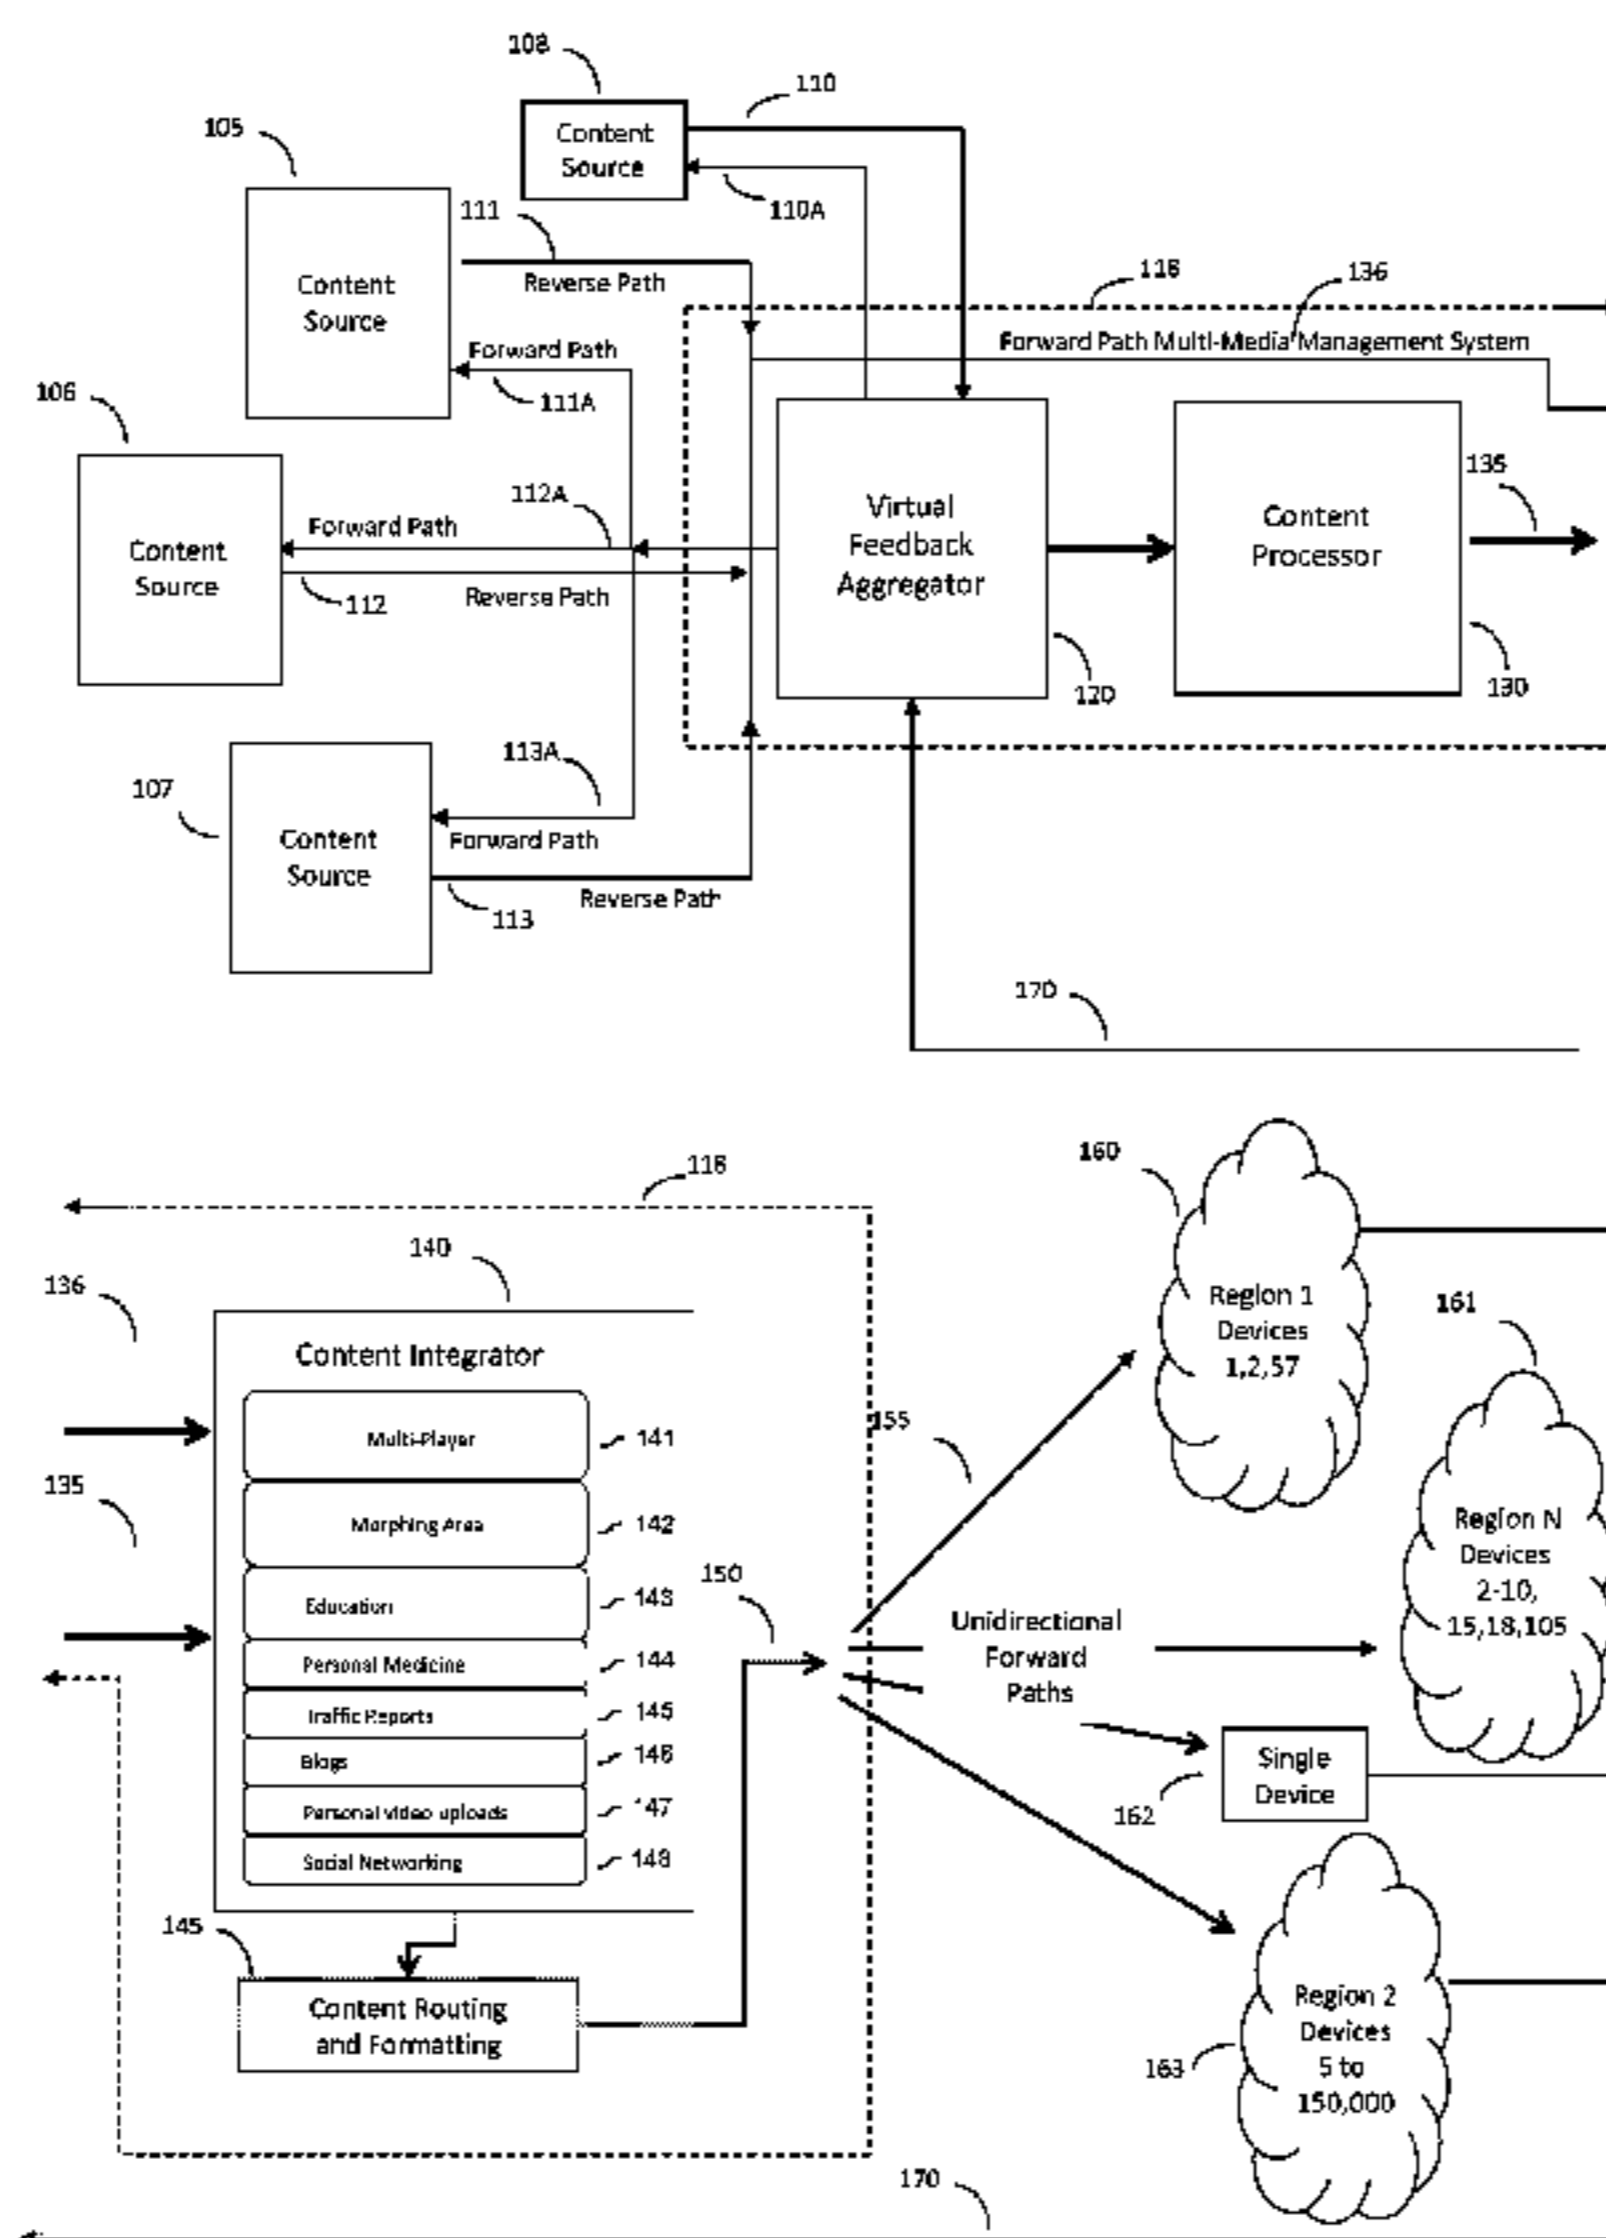 108
110
105
Content
Source
111
110A
Content
Source
Reverse Path
118
136
Forward Path Multi-Media Management System
Forward Path
111A
106
112A
Forward Path
Content
Source
112
Reverse Path
Virtual
Feedback
Aggregator
Content
Processor
135
120
130
113A
107
Content
Source
Forward Path
113
Reverse Path
170
160
118
140
136
Content Integrator
Region 1
Devices
1,2,57
161
Multi-Player
141
155
135
Morphing Area
142
Region N
Devices
2-10,
15,18,105
150
Education
143
Unidirectional
Forward
Paths
Personal Medicine
144
Traffic Reports
145
Blogs
146
Single
Device
162
Personal video uploads
147
Social Networking
148
145
Content Routing
and Formatting
Region 2
Devices
5 to
150,000
163
170